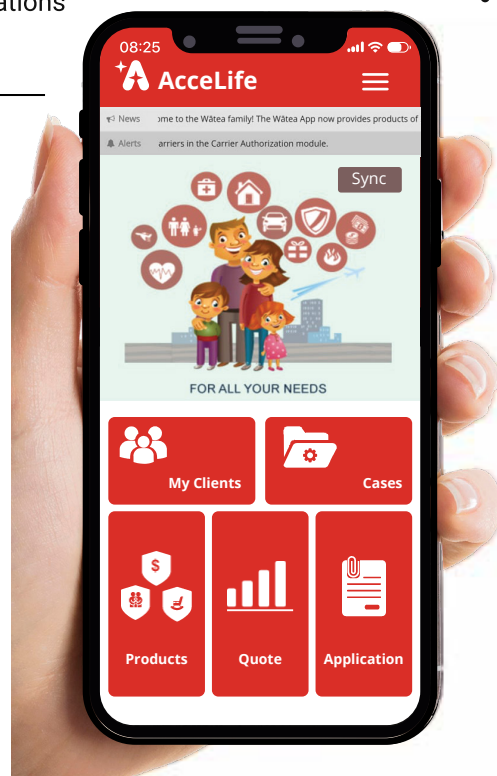 ations
08:25
AcceLife
News ome to the Wātea family! The Wātea App now provides products of
Alerts arriers in the Carrier Authorization module.
Sync
FOR ALL YOUR NEEDS
My Clients
Cases
$
Products
Quote
Application